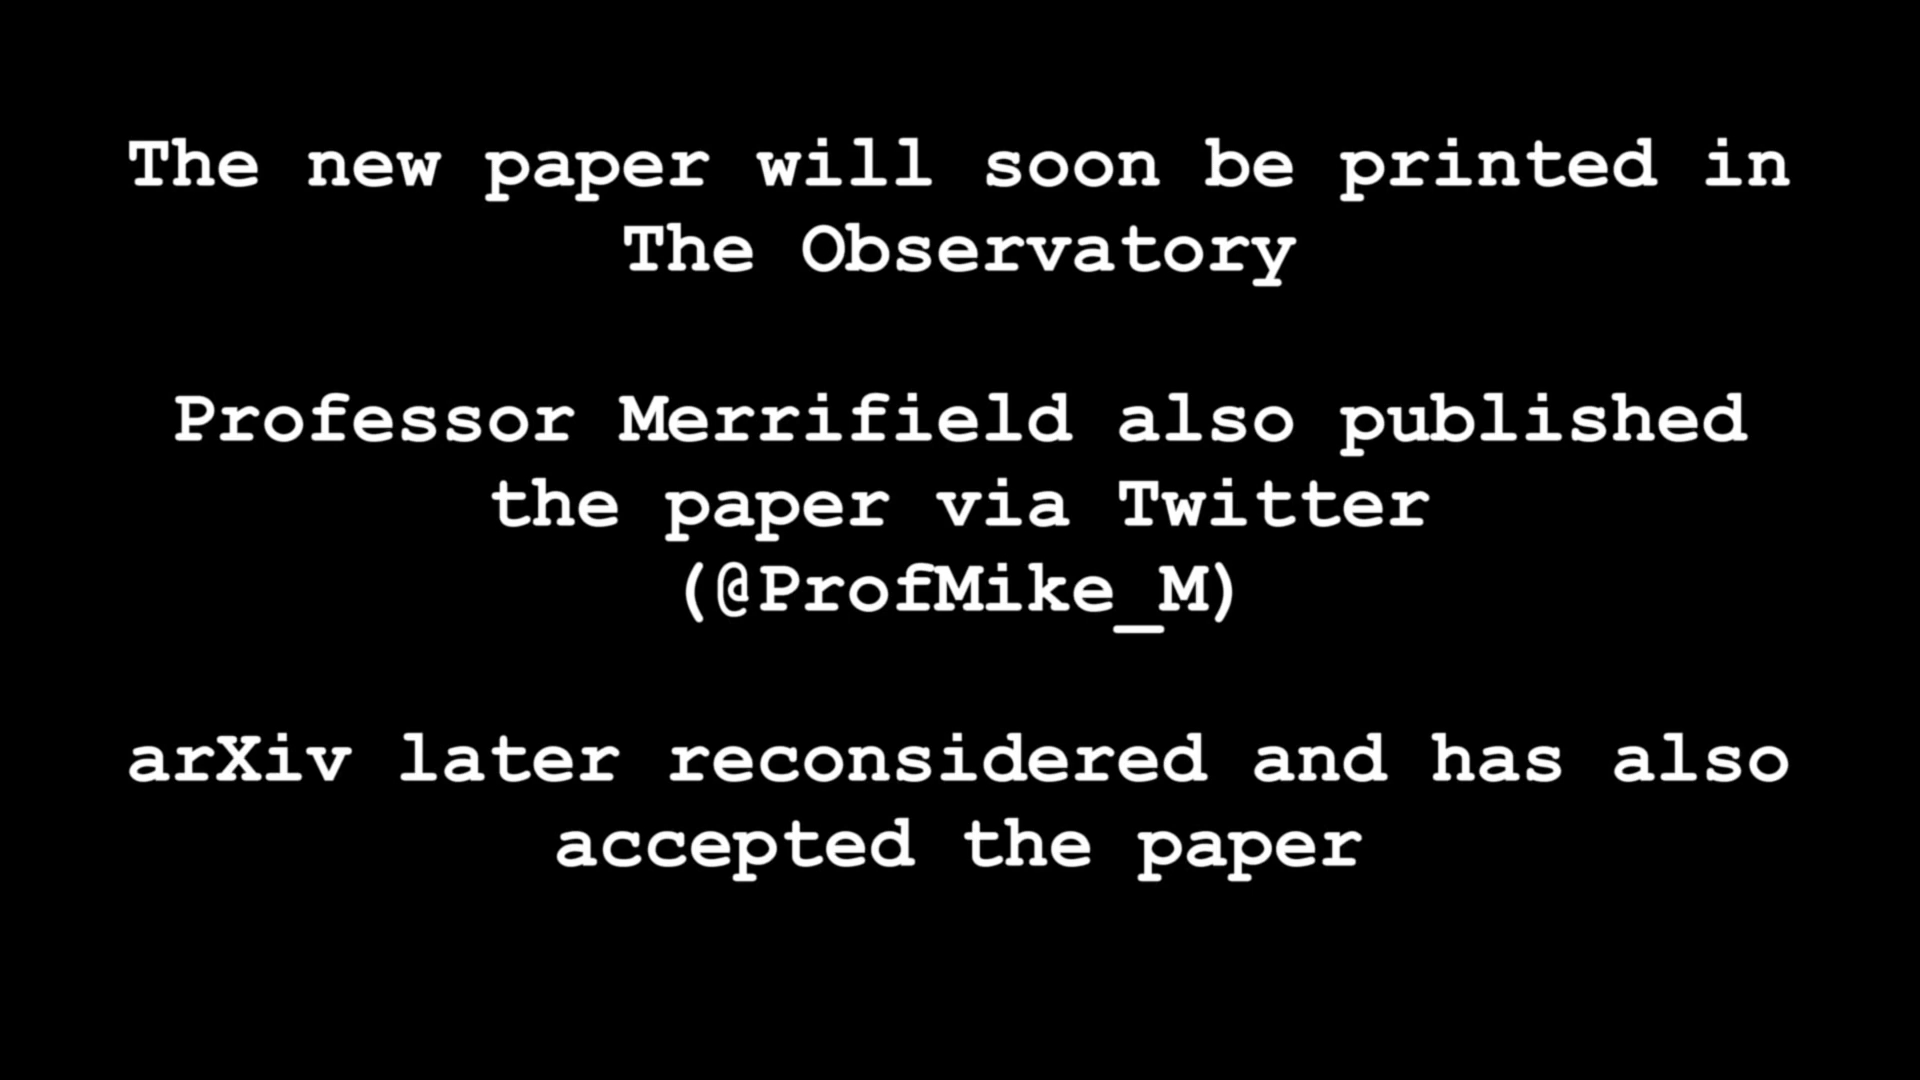 The new paper will soon be printed in
The Observatory
Professor Merrifield also published
the paper via Twitter
(@ProfMike_M)
arXiv later reconsidered and has also
accepted the paper